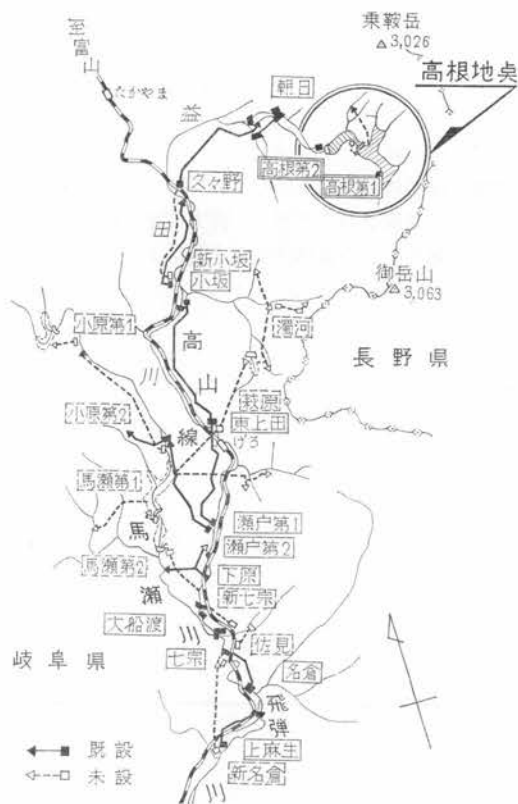 至富山
たかやま
乗鞍岳
3,026
高根地点
朝日
益
高根第2
高根第1
久々野
田
新小坂
小坂
御岳山
3,063
小原第1
川
高
山
線
濁河
長野県
萩原
東上田
げろ
小原第2
馬瀬第1
馬
瀬戸第1
瀬戸第2
馬瀬第2
瀬
下原
新七宗
大船渡
川
佐見
七宗
岐阜県
名倉
飛弾
上麻生
新名倉
川
既設
未設